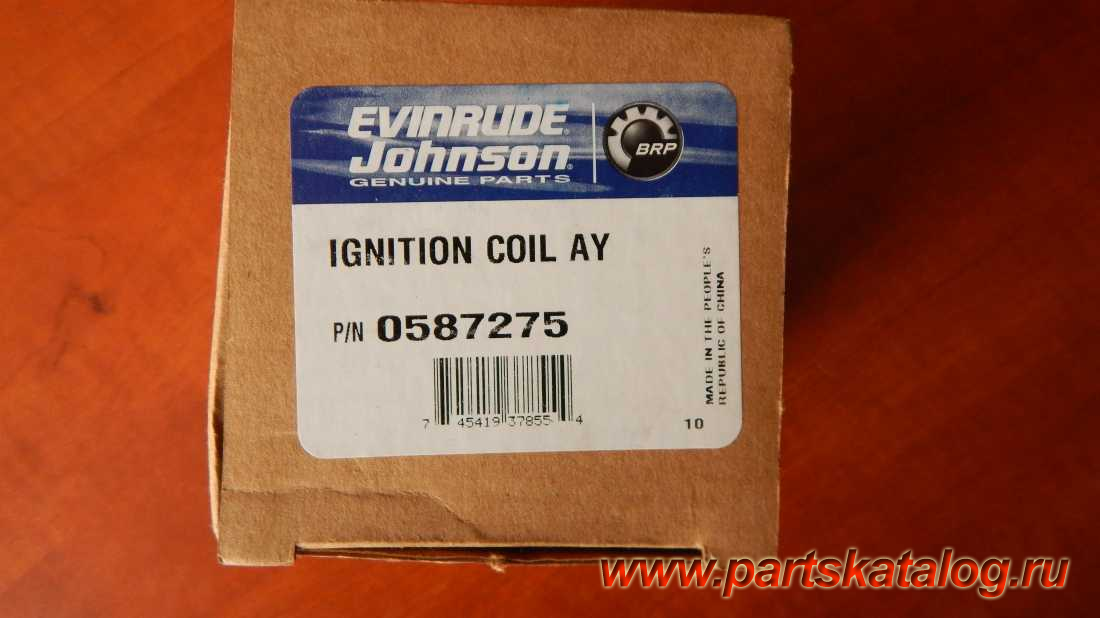 EVINRUDE®
Johnson®
GENUINE PARTS
BRP
IGNITION COIL AY
P/N 0587275
7 45419 37855 4
MADE IN THE PEOPLE'S
REPUBLIC OF CHINA
10
www.partskatalog.ru